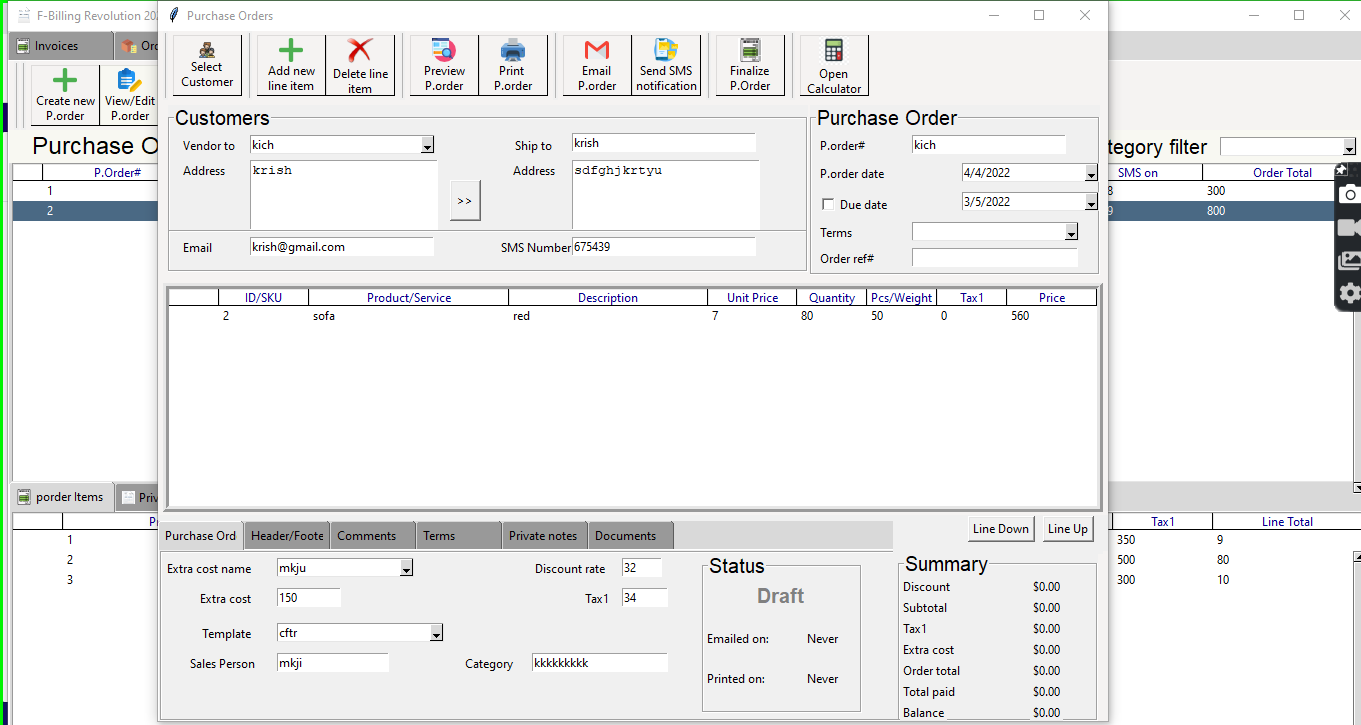 F-Billing Revolution 202
Purchase Orders
Invoices
Ord
Select Customer
Add new line item
Delete line item
Preview P.order
Print P.order
Email P.order
Send SMS notification
Finalize P.Order
Open Calculator
Create new P.order
View/Edit P.order
Purchase O
Customers
Vendor to kich
Ship to krish
Address krish
>>
Address sdfghjkrtyu
Email krish@gmail.com
SMS Number 675439
Purchase Order
P.order# kich
P.order date 4/4/2022
Due date 3/5/2022
Terms
Order ref#
tegory filter
P.Order#
1
2
SMS on Order Total
8 300
9 800
ID/SKU Product/Service Description Unit Price Quantity Pcs/Weight Tax1 Price
2 sofa red 7 80 50 0 560
Line Down Line Up
porder Items Priv
Pr
1
2
3
Tax1 Line Total
350 9
500 80
300 10
Purchase Ord Header/Foote Comments Terms Private notes Documents
Extra cost name mkju
Discount rate 32
Extra cost 150
Tax1 34
Template cftr
Sales Person mkji
Category kkkkkkkkk
Status
Draft
Emailed on: Never
Printed on: Never
Summary
Discount $0.00
Subtotal $0.00
Tax1 $0.00
Extra cost $0.00
Order total $0.00
Total paid $0.00
Balance $0.00